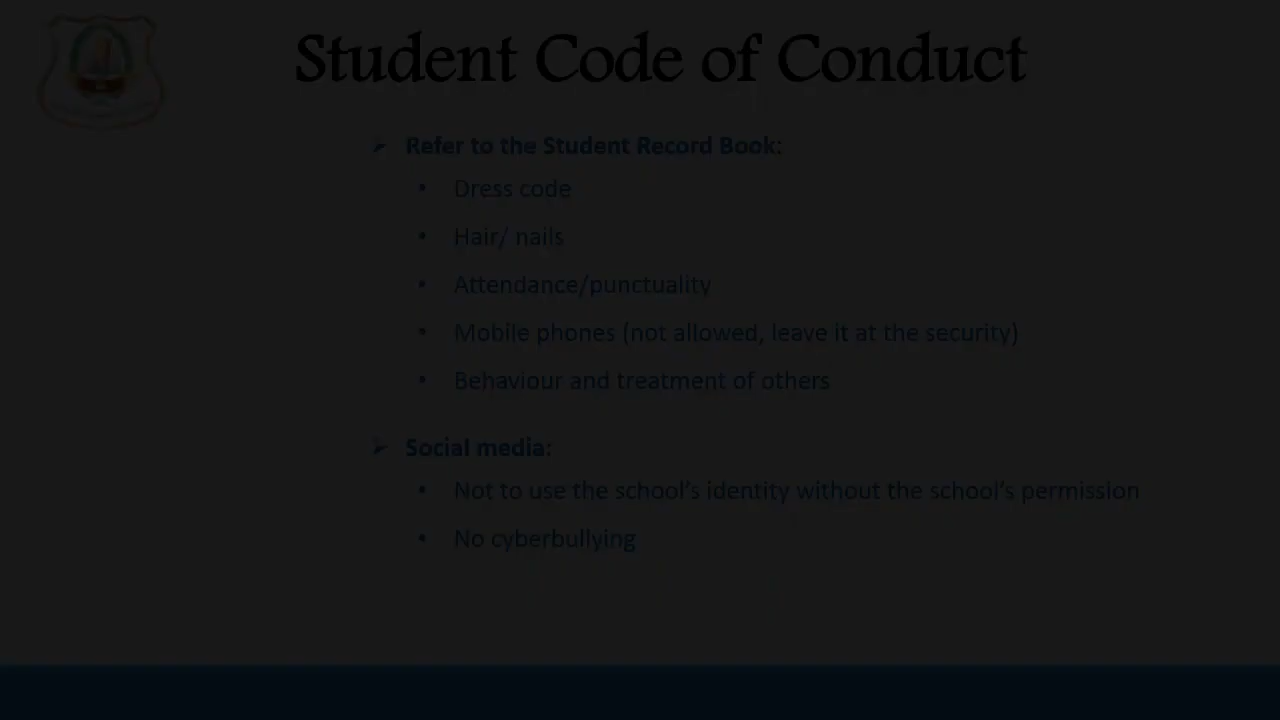 Student Code of Conduct
➢ Refer to the Student Record Book:
• Dress code
• Hair/ nails
• Attendance/punctuality
• Mobile phones (not allowed, leave it at the security)
• Behaviour and treatment of others
➢ Social media:
• Not to use the school’s identity without the school’s permission
• No cyberbullying